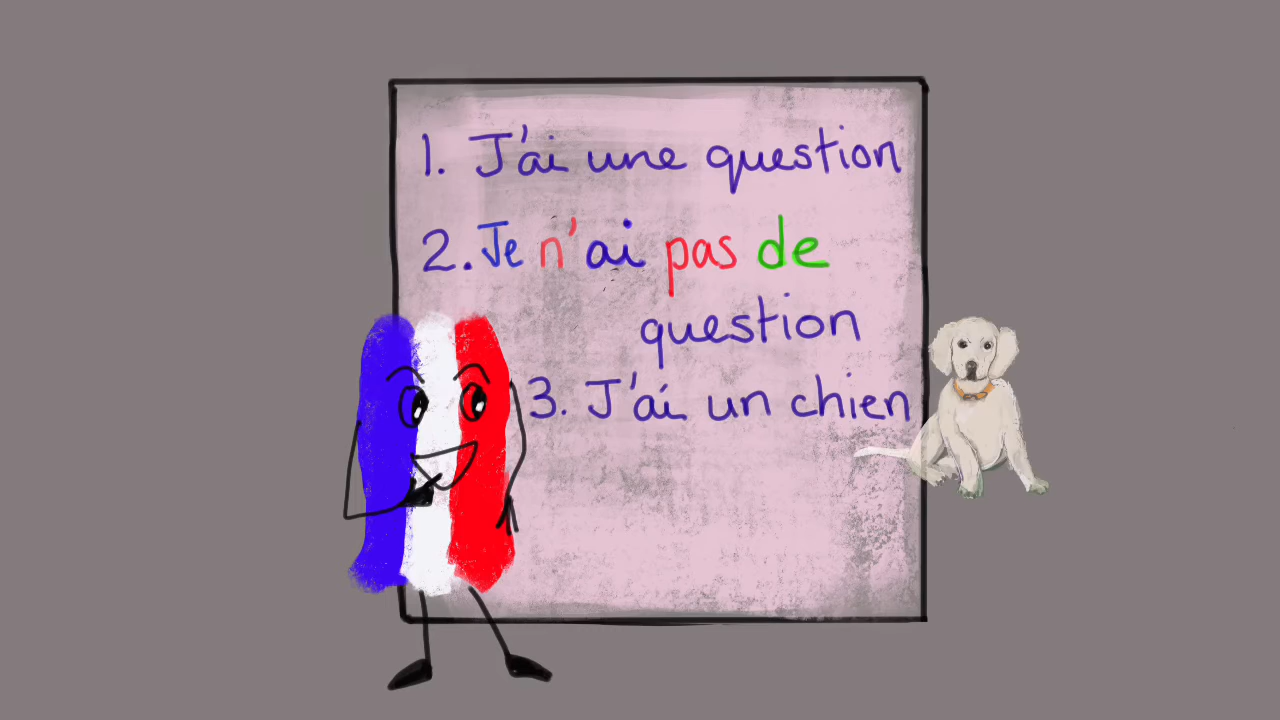 1. J'ai une question
2. Je n'ai pas de
question
3. J'ai un chien